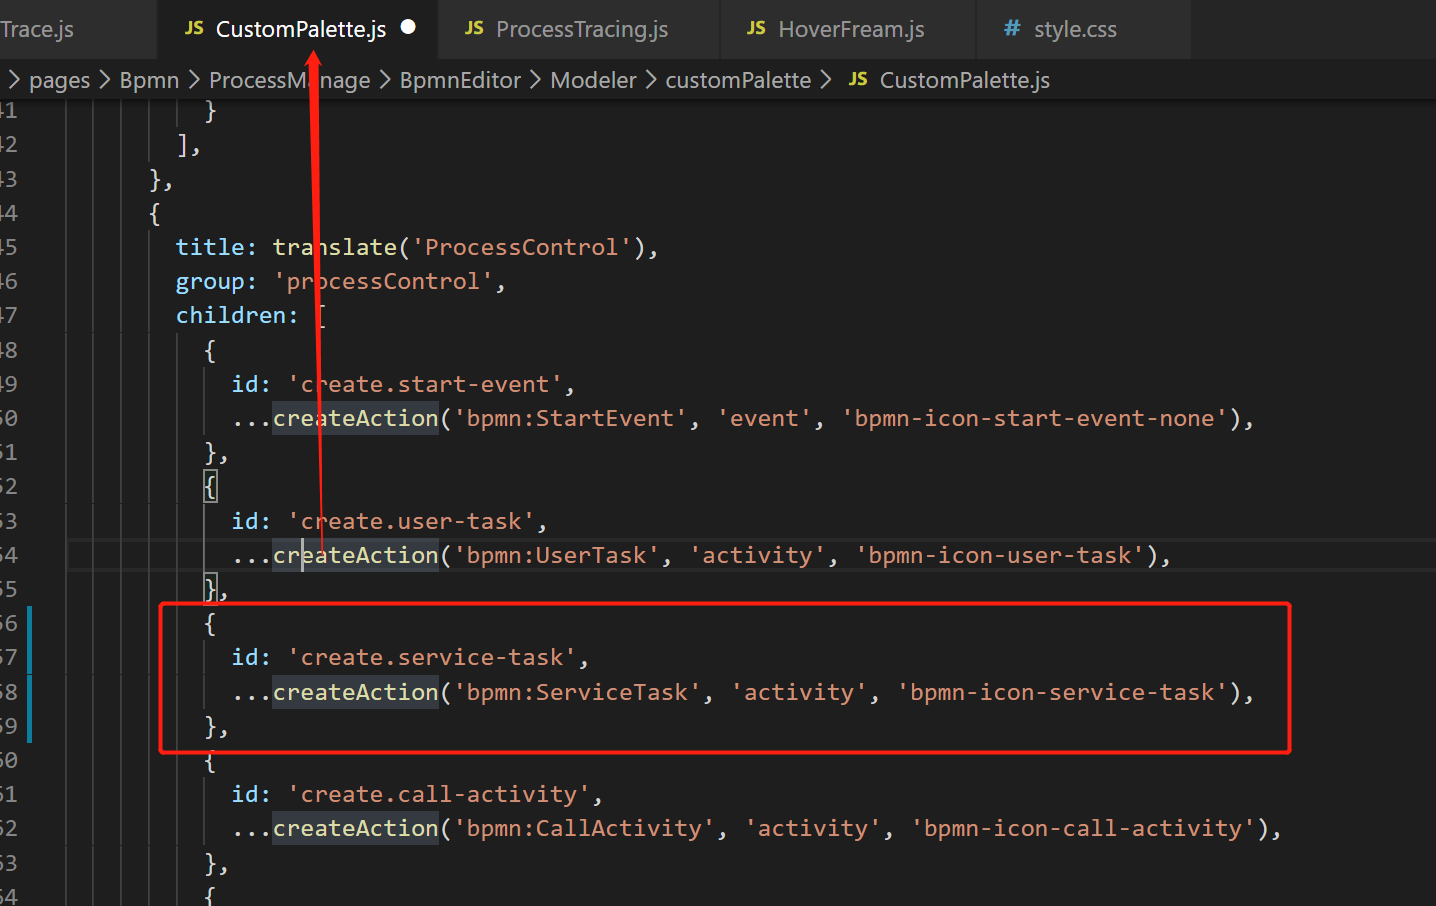 Trace.js JS CustomPalette.js JS ProcessTracing.js JS HoverFream.js # style.css
> pages > Bpmn > ProcessManage > BpmnEditor > Modeler > customPalette > JS CustomPalette.js
41 }
42 ],
43 },
44 {
45 title: translate('ProcessControl'),
46 group: 'processControl',
47 children: [
48 {
49 id: 'create.start-event',
50 ...createAction('bpmn:StartEvent', 'event', 'bpmn-icon-start-event-none'),
51 },
52 {
53 id: 'create.user-task',
54 ...createAction('bpmn:UserTask', 'activity', 'bpmn-icon-user-task'),
55 },
56 {
57 id: 'create.service-task',
58 ...createAction('bpmn:ServiceTask', 'activity', 'bpmn-icon-service-task'),
59 },
60 {
61 id: 'create.call-activity',
62 ...createAction('bpmn:CallActivity', 'activity', 'bpmn-icon-call-activity'),
63 },
64 {